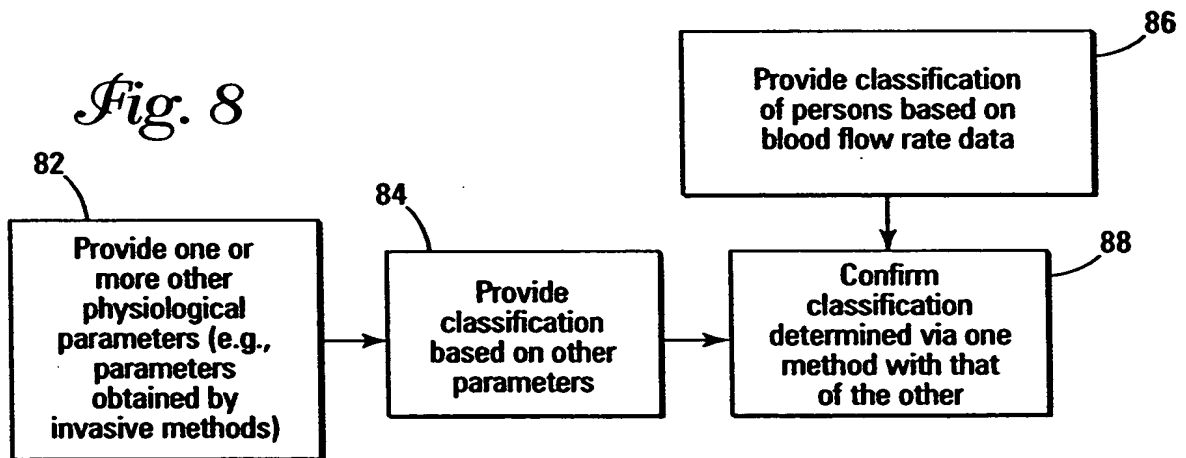 Fig. 8
86
Provide classification
of persons based on
blood flow rate data
82
Provide one or
more other
physiological
parameters (e.g.,
parameters
obtained by
invasive methods)
84
Provide
classification
based on other
parameters
88
Confirm
classification
determined via one
method with that
of the other